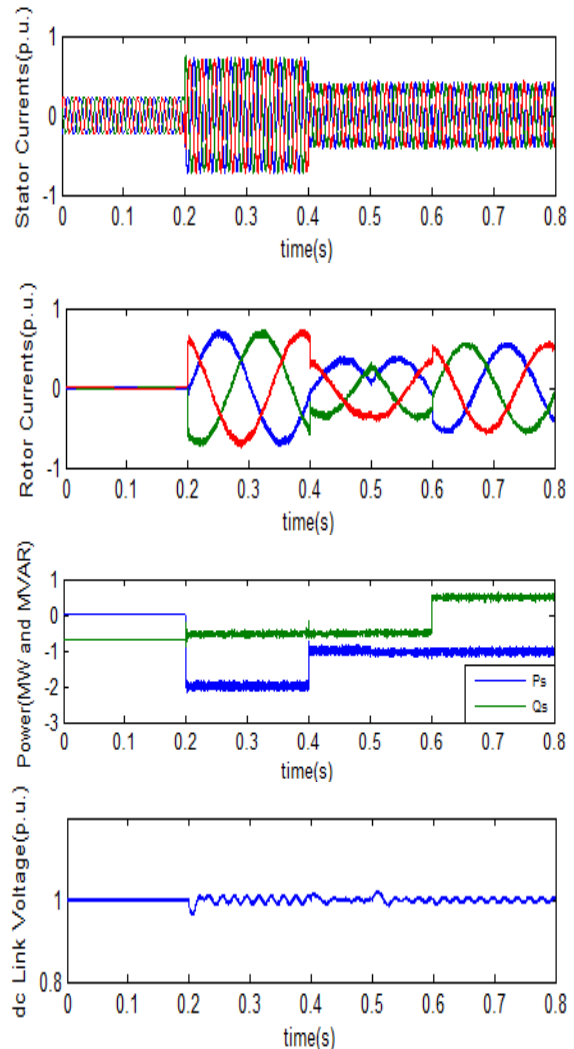 Stator Currents(p.u.)
1
0
-1
0 0.1 0.2 0.3 0.4 0.5 0.6 0.7 0.8
time(s)
Rotor Currents(p.u.)
1
0
-1
0 0.1 0.2 0.3 0.4 0.5 0.6 0.7 0.8
time(s)
Power(MW and MVAR)
1
0
-1
-2
-3
Ps
Qs
0 0.1 0.2 0.3 0.4 0.5 0.6 0.7 0.8
time(s)
dc Link Voltage(p.u.)
1
0.8
0 0.1 0.2 0.3 0.4 0.5 0.6 0.7 0.8
time(s)